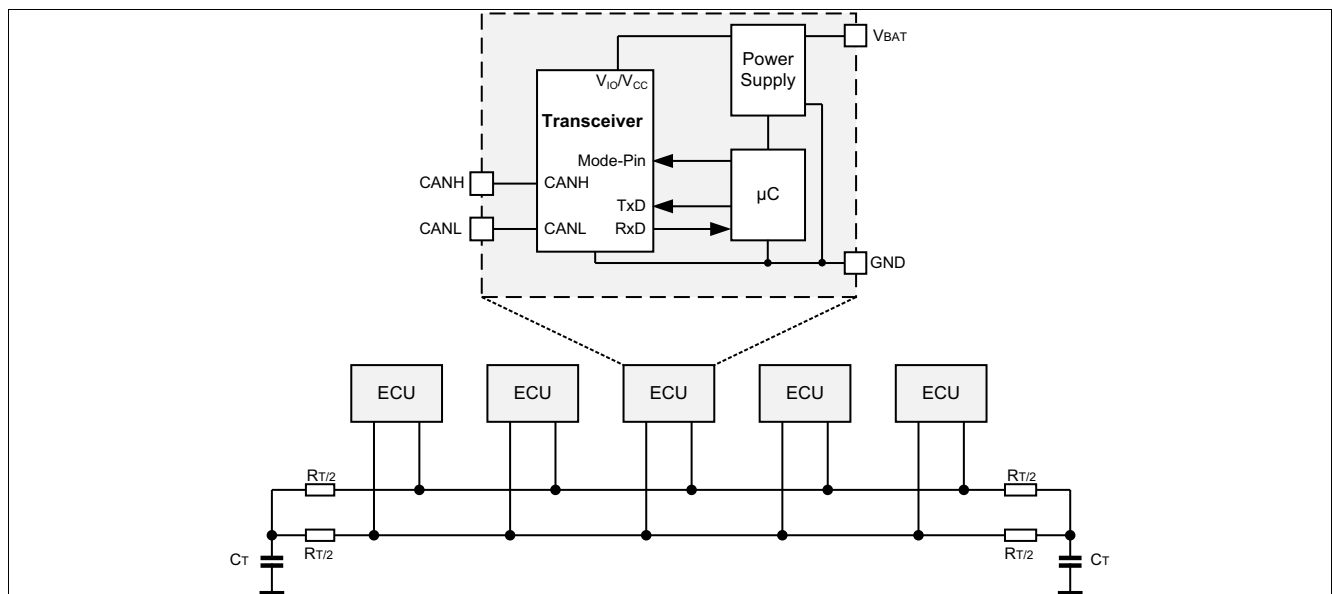 VBAT
Power
Supply
VIO/VCC
Transceiver
Mode-Pin
µC
CANH
CANH
TxD
CANL
CANL
RxD
GND
ECU
ECU
ECU
ECU
ECU
RT/2
RT/2
RT/2
RT/2
CT
CT